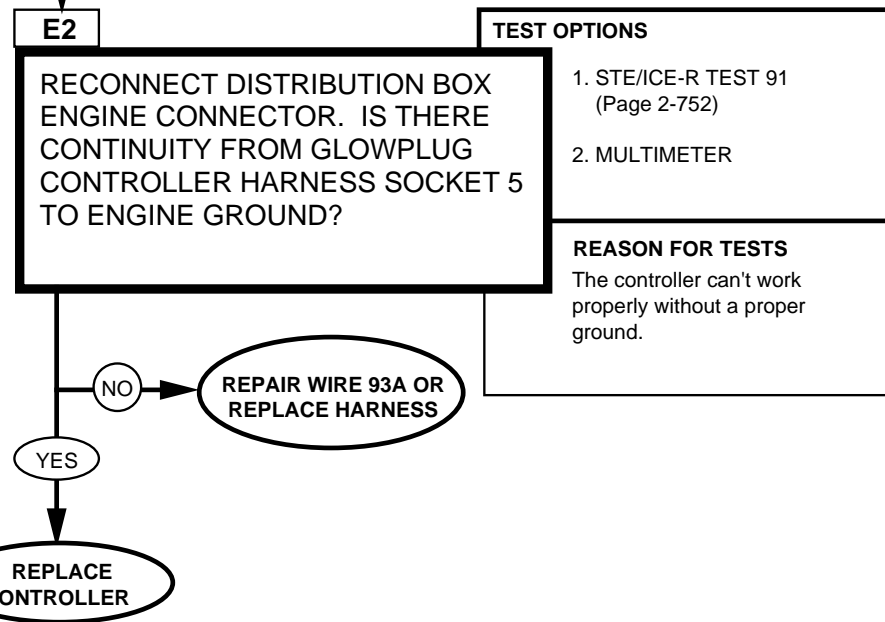 E2
RECONNECT DISTRIBUTION BOX
ENGINE CONNECTOR. IS THERE
CONTINUITY FROM GLOWPLUG
CONTROLLER HARNESS SOCKET 5
TO ENGINE GROUND?
TEST OPTIONS
1. STE/ICE-R TEST 91
(Page 2-752)
2. MULTIMETER
REASON FOR TESTS
The controller can't work
properly without a proper
ground.
NO
REPAIR WIRE 93A OR
REPLACE HARNESS
YES
REPLACE
ONTROLLER